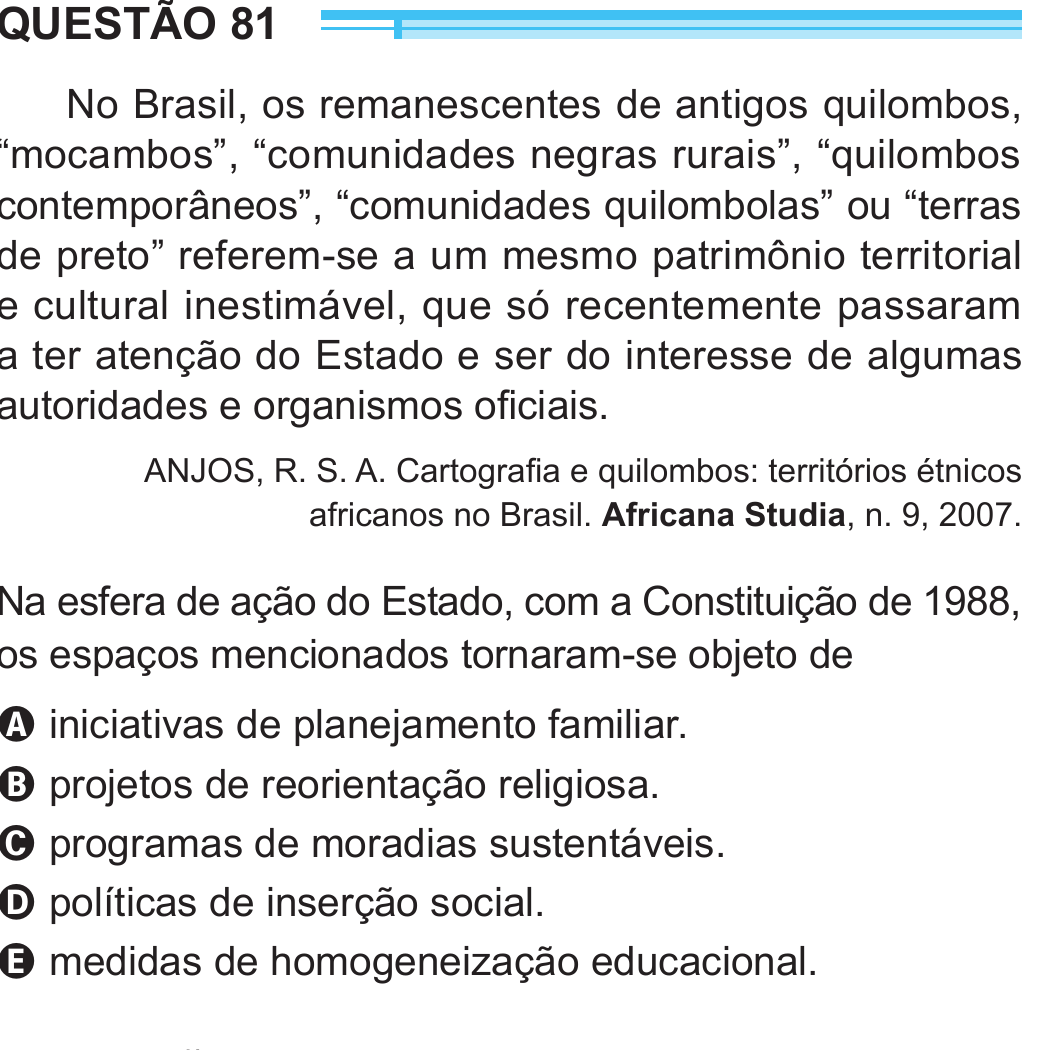 QUESTÃO 81
No Brasil, os remanescentes de antigos quilombos,
“mocambos”, “comunidades negras rurais”, “quilombos
contemporâneos”, “comunidades quilombolas” ou “terras
de preto” referem-se a um mesmo patrimônio territorial
e cultural inestimável, que só recentemente passaram
a ter atenção do Estado e ser do interesse de algumas
autoridades e organismos oficiais.
ANJOS, R. S. A. Cartografia e quilombos: territórios étnicos
africanos no Brasil. Africana Studia, n. 9, 2007.
Na esfera de ação do Estado, com a Constituição de 1988,
os espaços mencionados tornaram-se objeto de
A iniciativas de planejamento familiar.
B projetos de reorientação religiosa.
C programas de moradias sustentáveis.
D políticas de inserção social.
E medidas de homogeneização educacional.